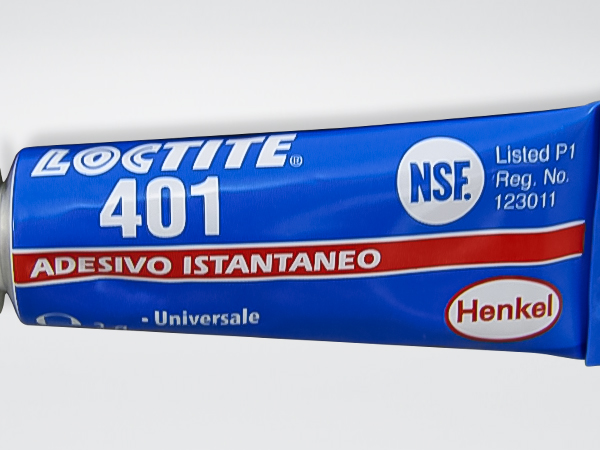 LOCTITE®
401
ADESIVO ISTANTANEO
- Universale
NSF.
Listed P1
Reg. No.
123011
Henkel